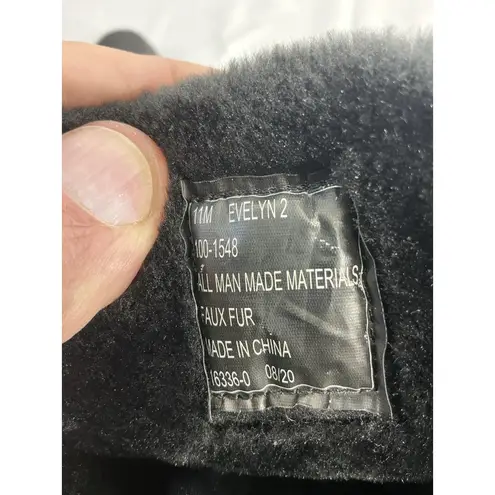 11M EVELYN 2
100-1548
ALL MAN MADE MATERIALS
FAUX FUR
MADE IN CHINA
16336-0 08/20